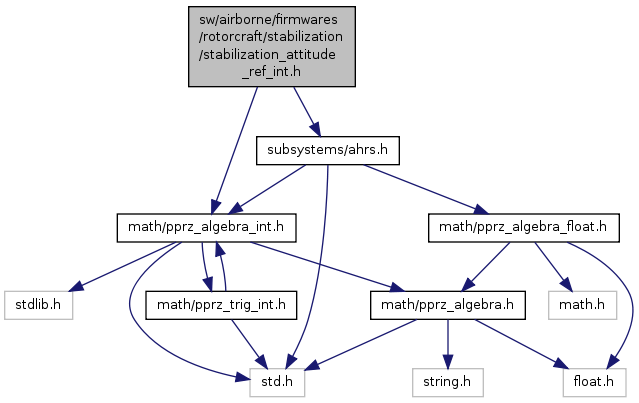 sw/airborne/firmwares
/rotorcraft/stabilization
/stabilization_attitude
_ref_int.h
subsystems/ahrs.h
math/pprz_algebra_int.h
math/pprz_algebra_float.h
stdlib.h
math/pprz_trig_int.h
math/pprz_algebra.h
math.h
std.h
string.h
float.h